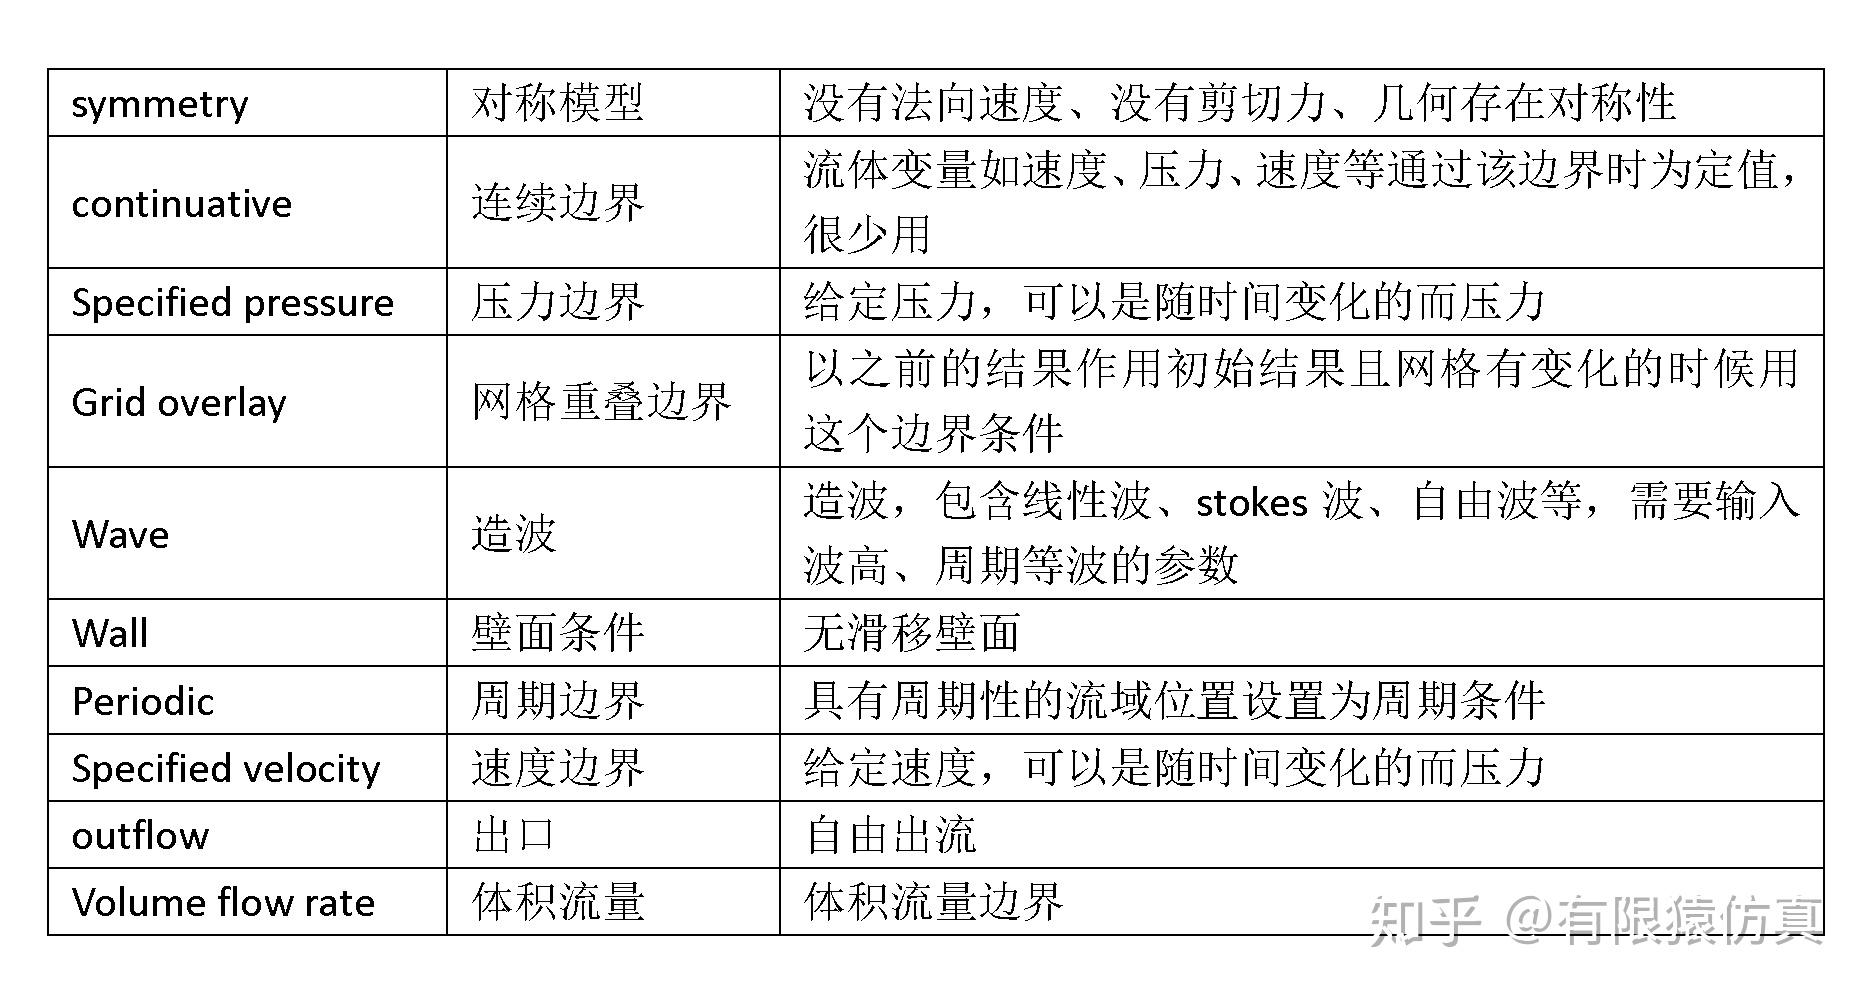 symmetry 对称模型 没有法向速度、没有剪切力、几何存在对称性
continuative 连续边界 流体变量如速度、压力、速度等通过该边界时为定值，
很少用
Specified pressure 压力边界 给定压力，可以是随时间变化的而压力
Grid overlay 网格重叠边界 以之前的结果作用初始结果且网格有变化的时候用
这个边界条件
Wave 造波 造波，包含线性波、stokes 波、自由波等，需要输入
波高、周期等波的参数
Wall 壁面条件 无滑移壁面
Periodic 周期边界 具有周期性的流域位置设置为周期条件
Specified velocity 速度边界 给定速度，可以是随时间变化的而压力
outflow 出口 自由出流
Volume flow rate 体积流量 体积流量边界
知乎 @有限猿仿真